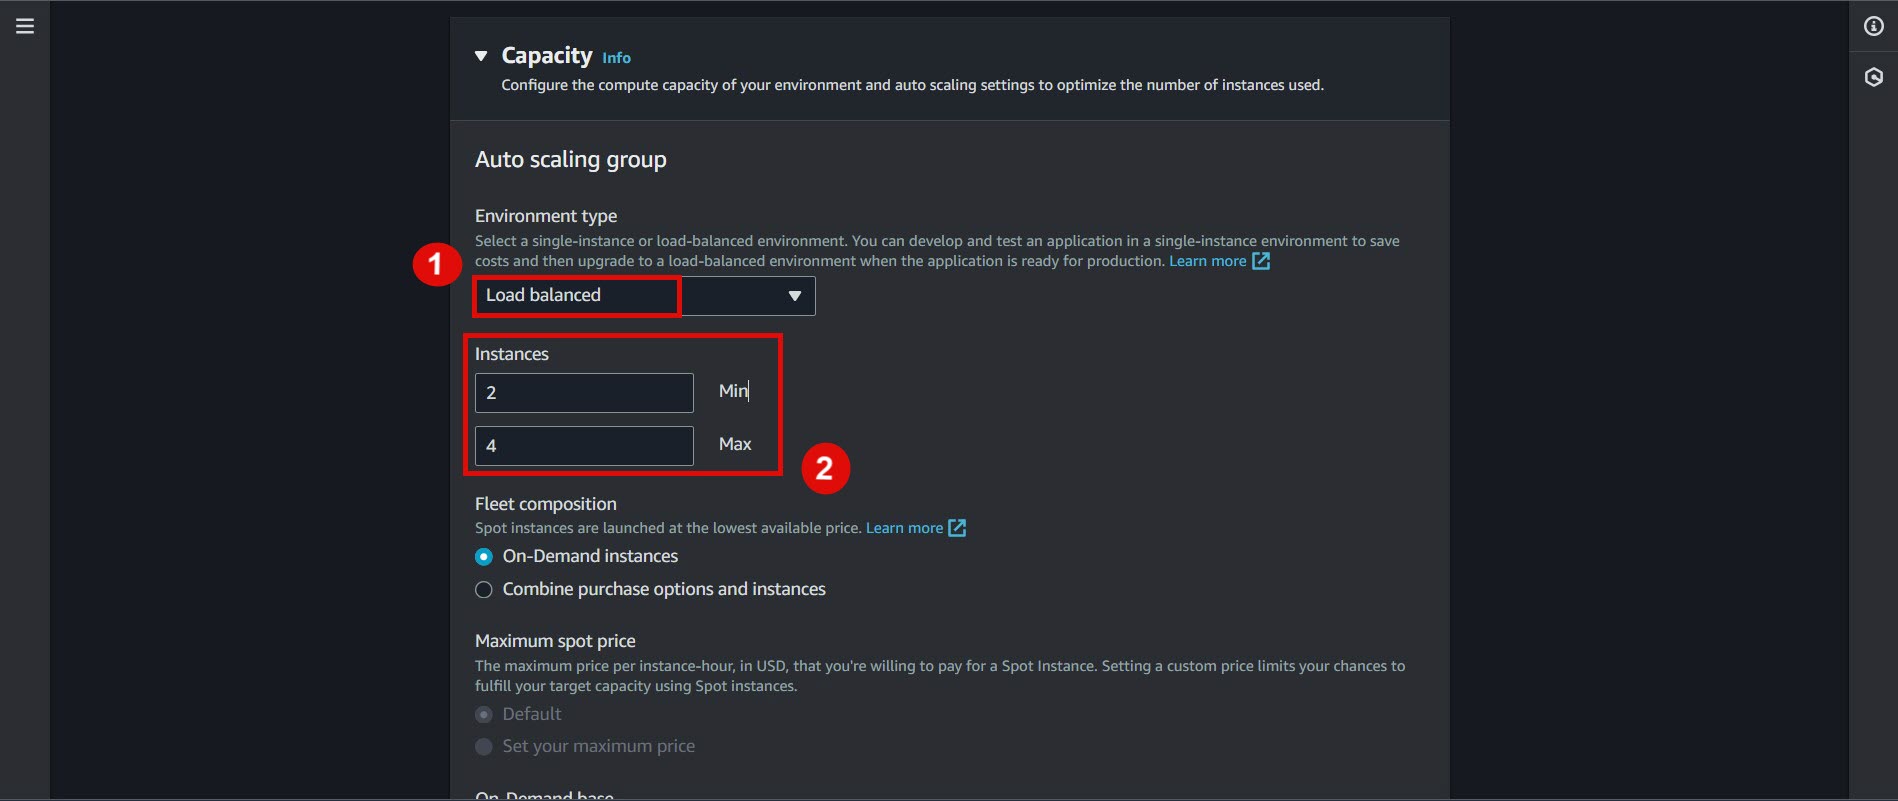 Capacity Info
Configure the compute capacity of your environment and auto scaling settings to optimize the number of instances used.
Auto scaling group
Environment type
Select a single-instance or load-balanced environment. You can develop and test an application in a single-instance environment to save
costs and then upgrade to a load-balanced environment when the application is ready for production. Learn more
1
Load balanced
Instances
2 Min
4 Max
2
Fleet composition
Spot instances are launched at the lowest available price. Learn more
On-Demand instances
Combine purchase options and instances
Maximum spot price
The maximum price per instance-hour, in USD, that you're willing to pay for a Spot Instance. Setting a custom price limits your chances to
fulfill your target capacity using Spot instances.
Default
Set your maximum price
On-Demand base